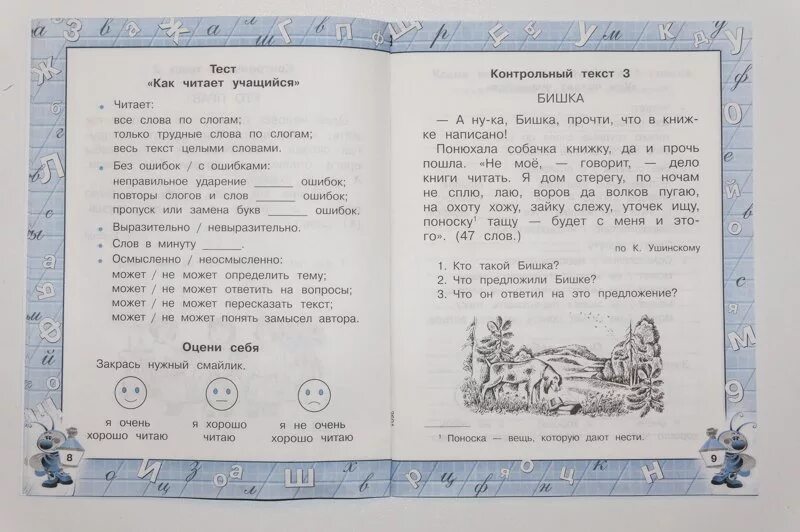 Тест
«Как читает учащийся»
• Читает:
все слова по слогам;
только трудные слова по слогам;
весь текст целыми словами.
• Без ошибок / с ошибками:
неправильное ударение ______ ошибок;
повторы слогов и слов ______ ошибок;
пропуск или замена букв ______ ошибок.
• Выразительно / невыразительно.
• Слов в минуту ______.
• Осмысленно / неосмысленно:
может / не может определить тему;
может / не может ответить на вопросы;
может / не может пересказать текст;
может / не может понять замысел автора.
Оцени себя
Закрась нужный смайлик.
я очень хорошо читаю
я хорошо читаю
я не очень хорошо читаю
8
Контрольный текст 3
БИШКА
— А ну-ка, Бишка, прочти, что в книж-
ке написано!
Понюхала собачка книжку, да и прочь
пошла. «Не моё, — говорит, — дело
книги читать. Я дом стерегу, по ночам
не сплю, лаю, воров да волков пугаю,
на охоту хожу, зайку слежу, уточек ищу,
поноску¹ тащу — будет с меня и это-
го». (47 слов.)
по К. Ушинскому
1. Кто такой Бишка?
2. Что предложили Бишке?
3. Что он ответил на это предложение?
¹ Поноска — вещь, которую дают нести.
9